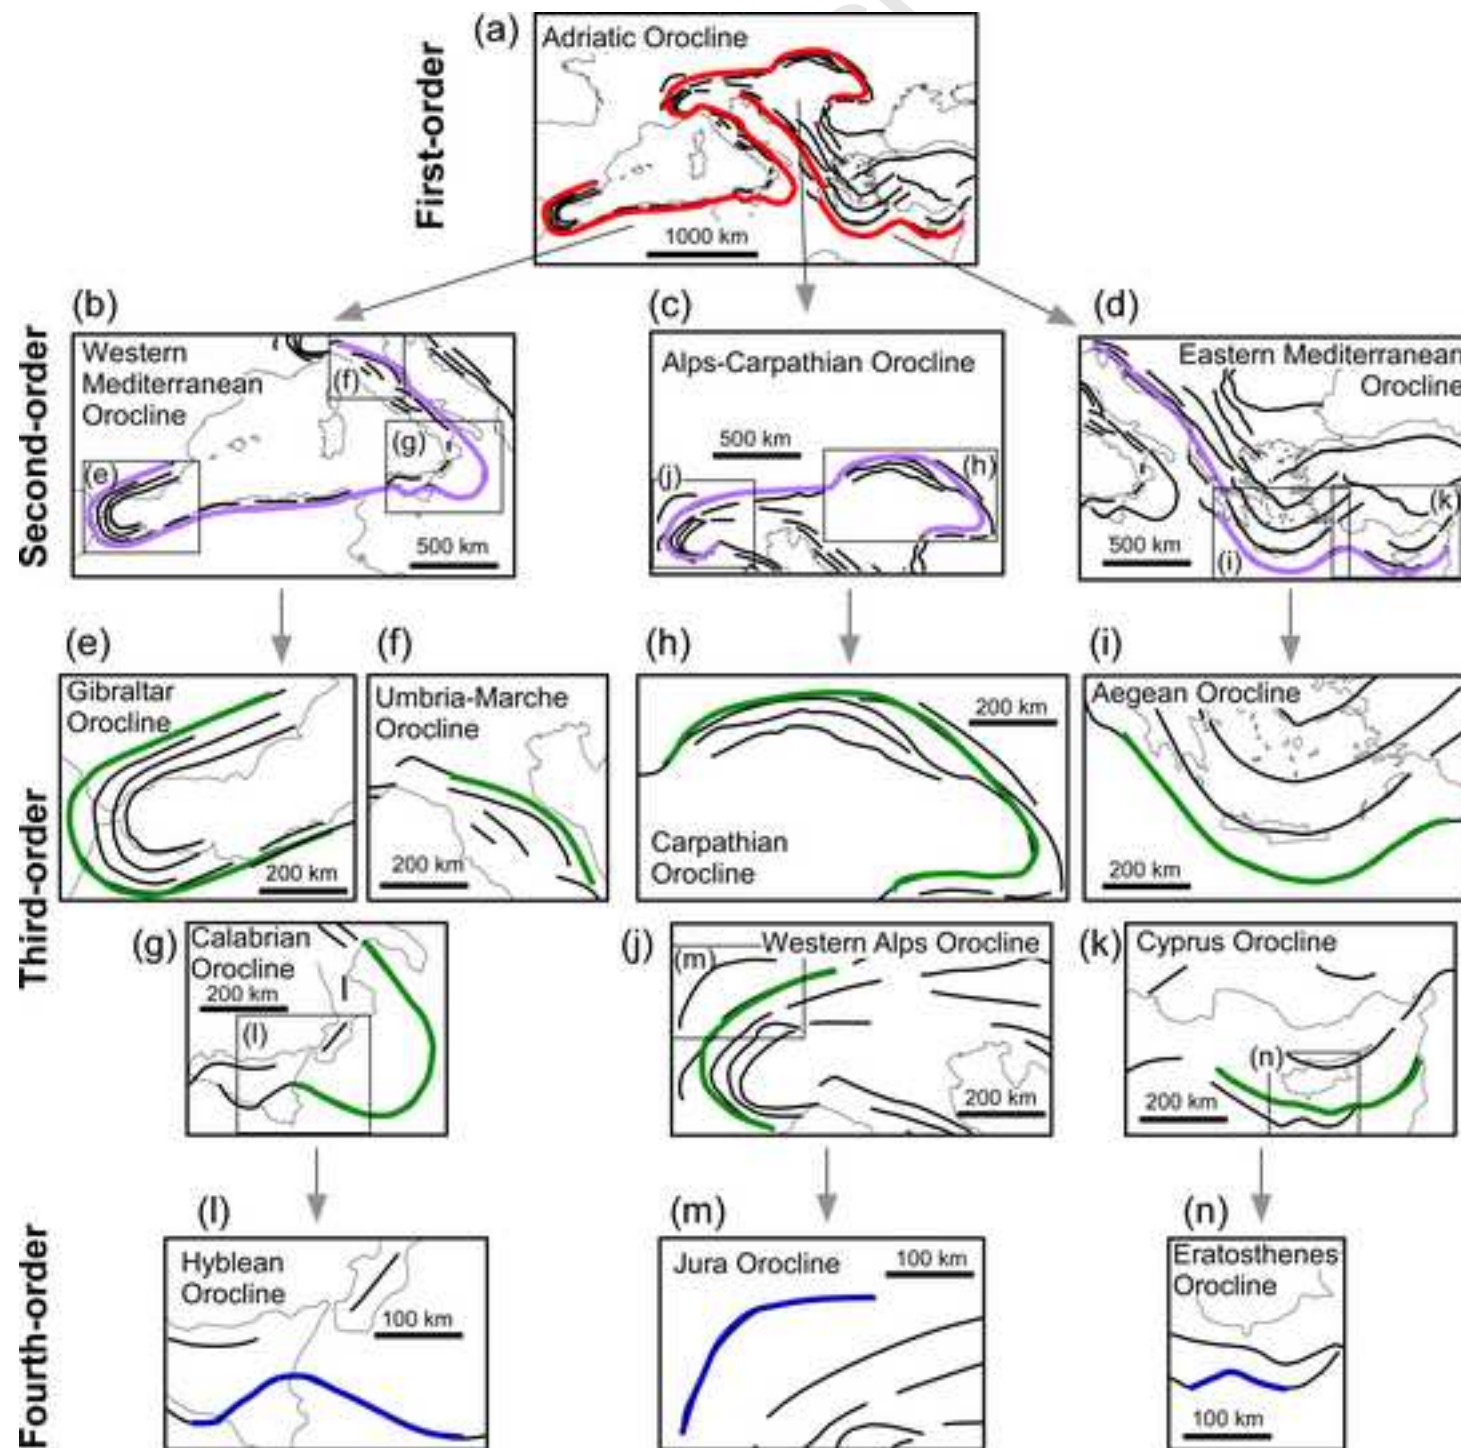 First-order
(a)
Adriatic Orocline
1000 km
Second-order
(b)
Western
Mediterranean
Orocline
(f)
(g)
(e)
500 km
(c)
Alps-Carpathian Orocline
500 km
(j)
(h)
(d)
Eastern Mediterranean
Orocline
(k)
500 km
(i)
Third-order
(e)
Gibraltar
Orocline
200 km
(f)
Umbria-Marche
Orocline
200 km
(h)
200 km
Carpathian
Orocline
(i)
Aegean Orocline
200 km
(g)
Calabrian
Orocline
200 km
(l)
(j)
Western Alps Orocline
(m)
200 km
(k)
Cyprus Orocline
(n)
200 km
Fourth-order
(l)
Hyblean
Orocline
100 km
(m)
Jura Orocline
100 km
(n)
Eratosthenes
Orocline
100 km